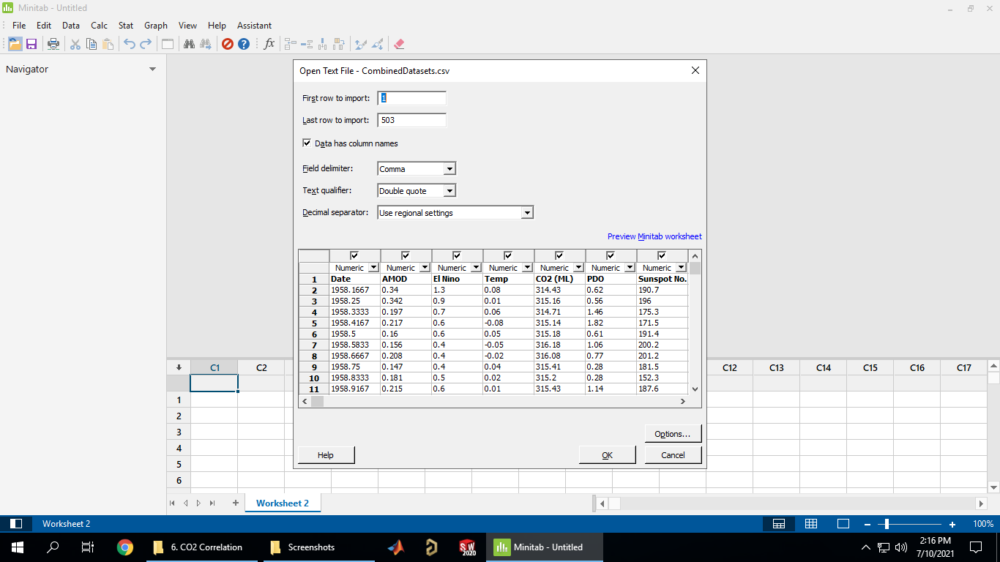 Minitab - Untitled
File Edit Data Calc Stat Graph View Help Assistant
Navigator
Open Text File - CombinedDatasets.csv
First row to import: 1
Last row to import: 503
Data has column names
Field delimiter: Comma
Text qualifier: Double quote
Decimal separator: Use regional settings
Preview Minitab worksheet
Numeric Numeric Numeric Numeric Numeric Numeric Numeric
1 Date AMOD El Nino Temp CO2 (ML) PDO Sunspot No.
2 1958.1667 0.34 1.3 0.08 314.43 0.62 190.7
3 1958.25 0.342 0.9 0.01 315.16 0.56 196
4 1958.3333 0.197 0.7 0.06 314.71 1.46 175.3
5 1958.4167 0.217 0.6 -0.08 315.14 1.82 171.5
6 1958.5 0.16 0.6 0.05 315.18 0.61 191.4
7 1958.5833 0.156 0.4 -0.05 316.18 1.06 200.2
8 1958.6667 0.208 0.4 -0.02 316.08 0.77 201.2
9 1958.75 0.147 0.4 0.04 315.41 0.28 181.5
10 1958.8333 0.181 0.5 0.02 315.2 0.28 152.3
11 1958.9167 0.215 0.6 0.01 315.43 1.14 187.6
Options...
Help OK Cancel
C1 C2 C12 C13 C14 C15 C16 C17
1
2
3
4
5
6
Worksheet 2
Worksheet 2 100%
6. CO2 Correlation Screenshots SW 2020 Minitab - Untitled 2:16 PM
7/10/2021